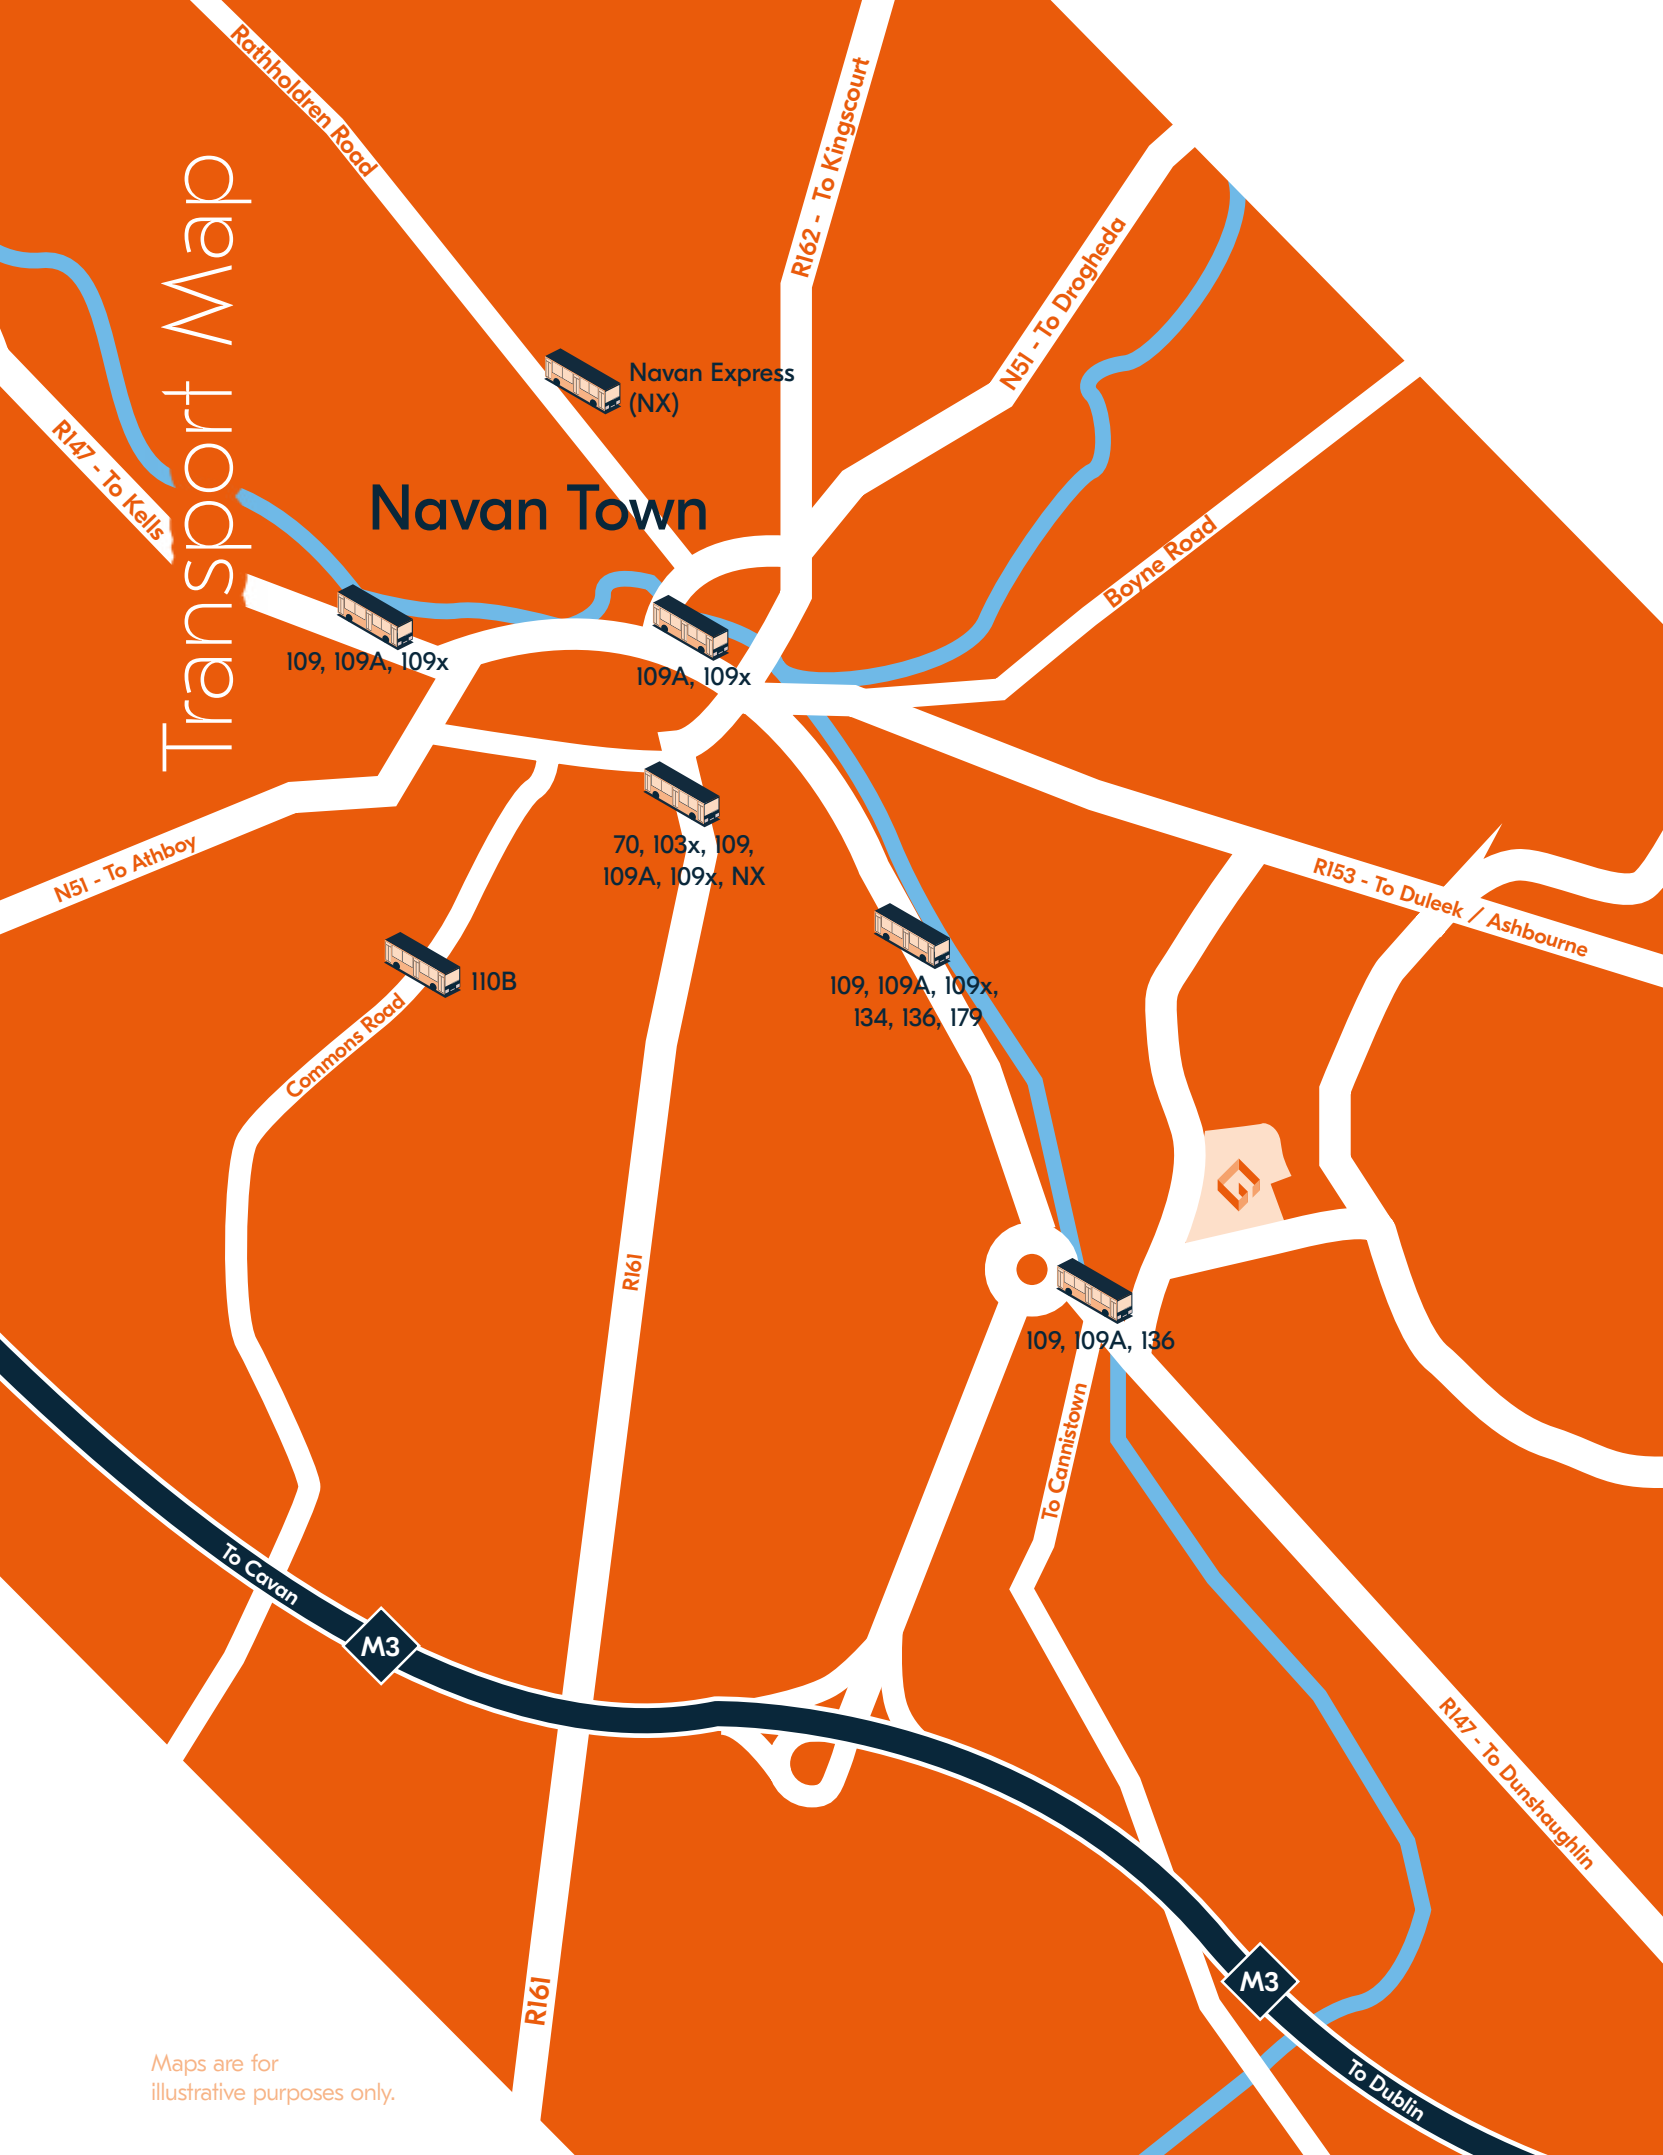 Rathholdren Road
R162 - To Kingscourt
N51 - To Drogheda
Transport Map
Navan Express
(NX)
R147 - To Kells
Navan Town
Boyne Road
109, 109A, 109x
109A, 109x
70, 103x, 109,
109A, 109x, NX
N51 - To Athboy
R153 - To Duleek / Ashbourne
110B
109, 109A, 109x,
134, 136, 179
Commons Road
R161
109, 109A, 136
To Cannistown
To Cavan
M3
R147 - To Dunshaughlin
M3
R161
To Dublin
Maps are for
illustrative purposes only.